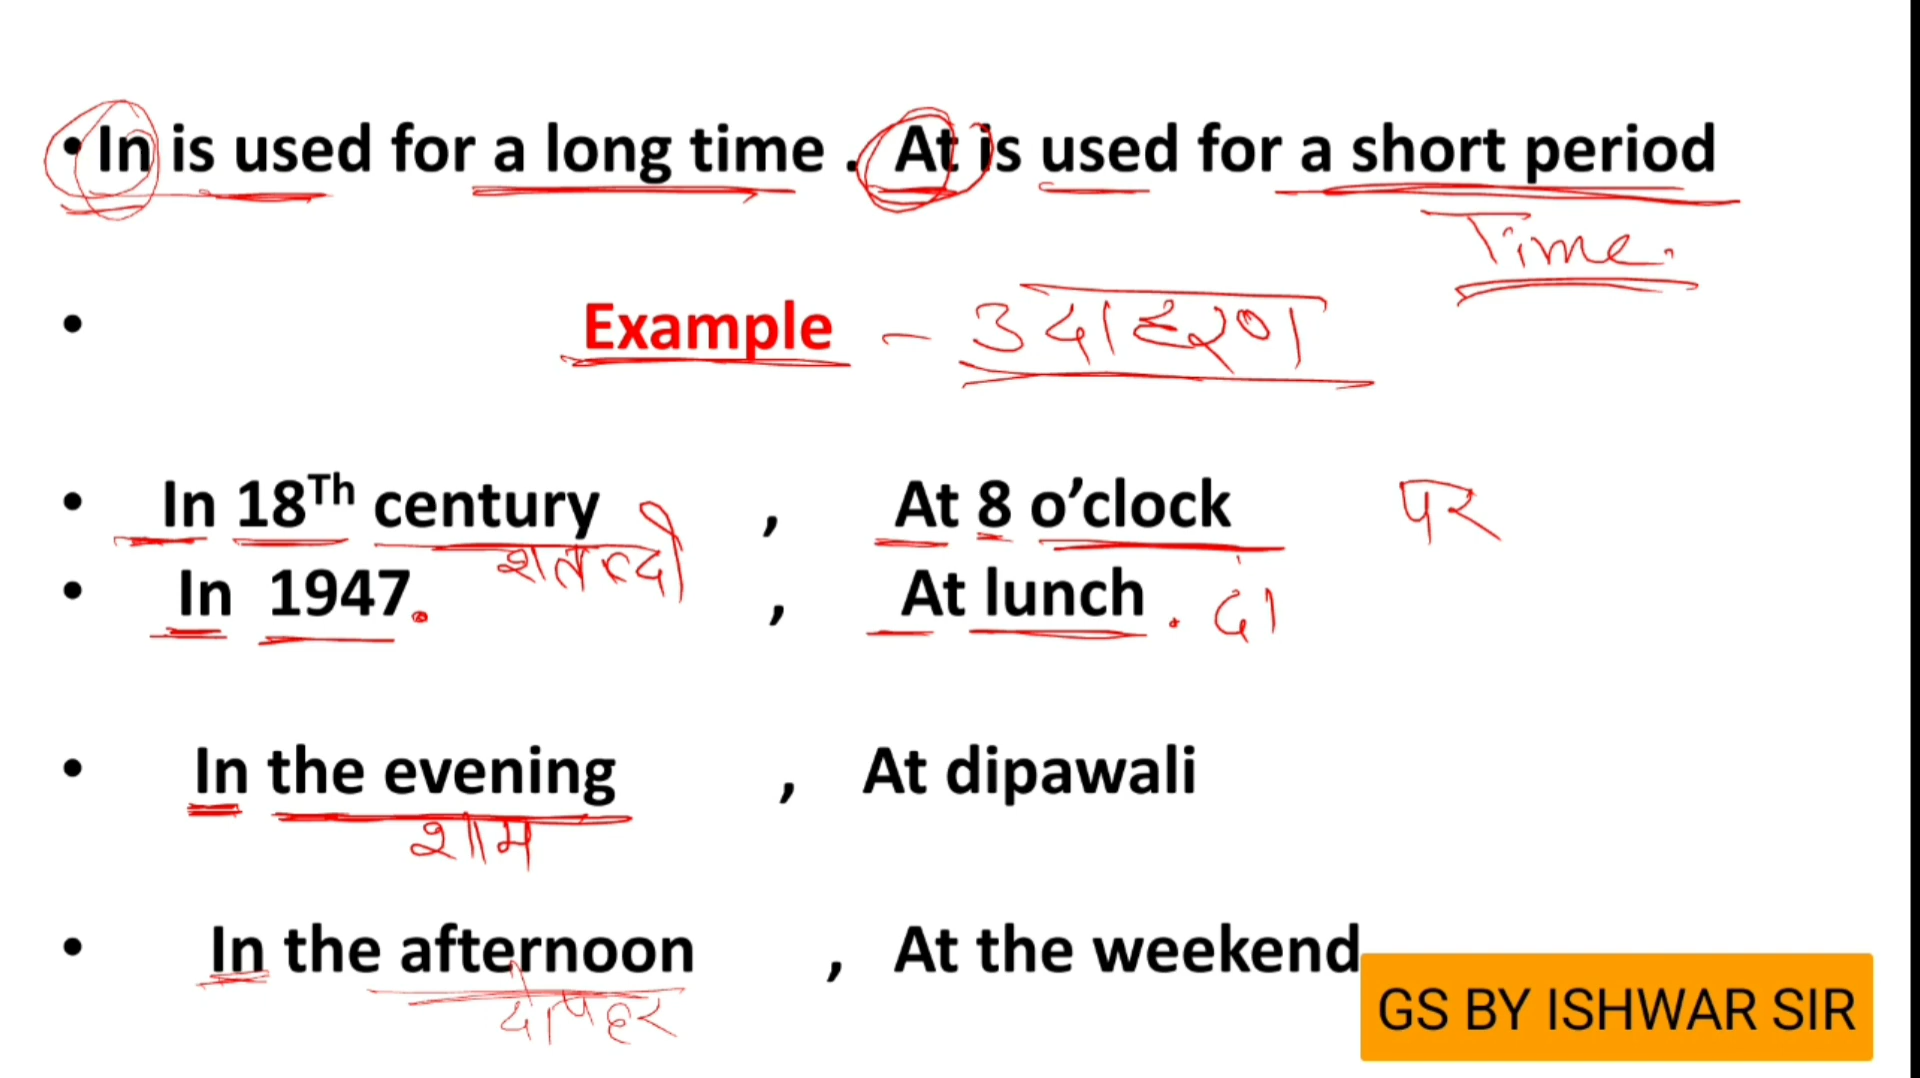 • In is used for a long time . At is used for a short period
Time.
• Example - उदाहरण
• In 18Th century , At 8 o’clock पर
शताब्दी
• In 1947. , At lunch .
• In the evening , At dipawali
शाम
• In the afternoon , At the weekend
दोपहर
GS BY ISHWAR SIR